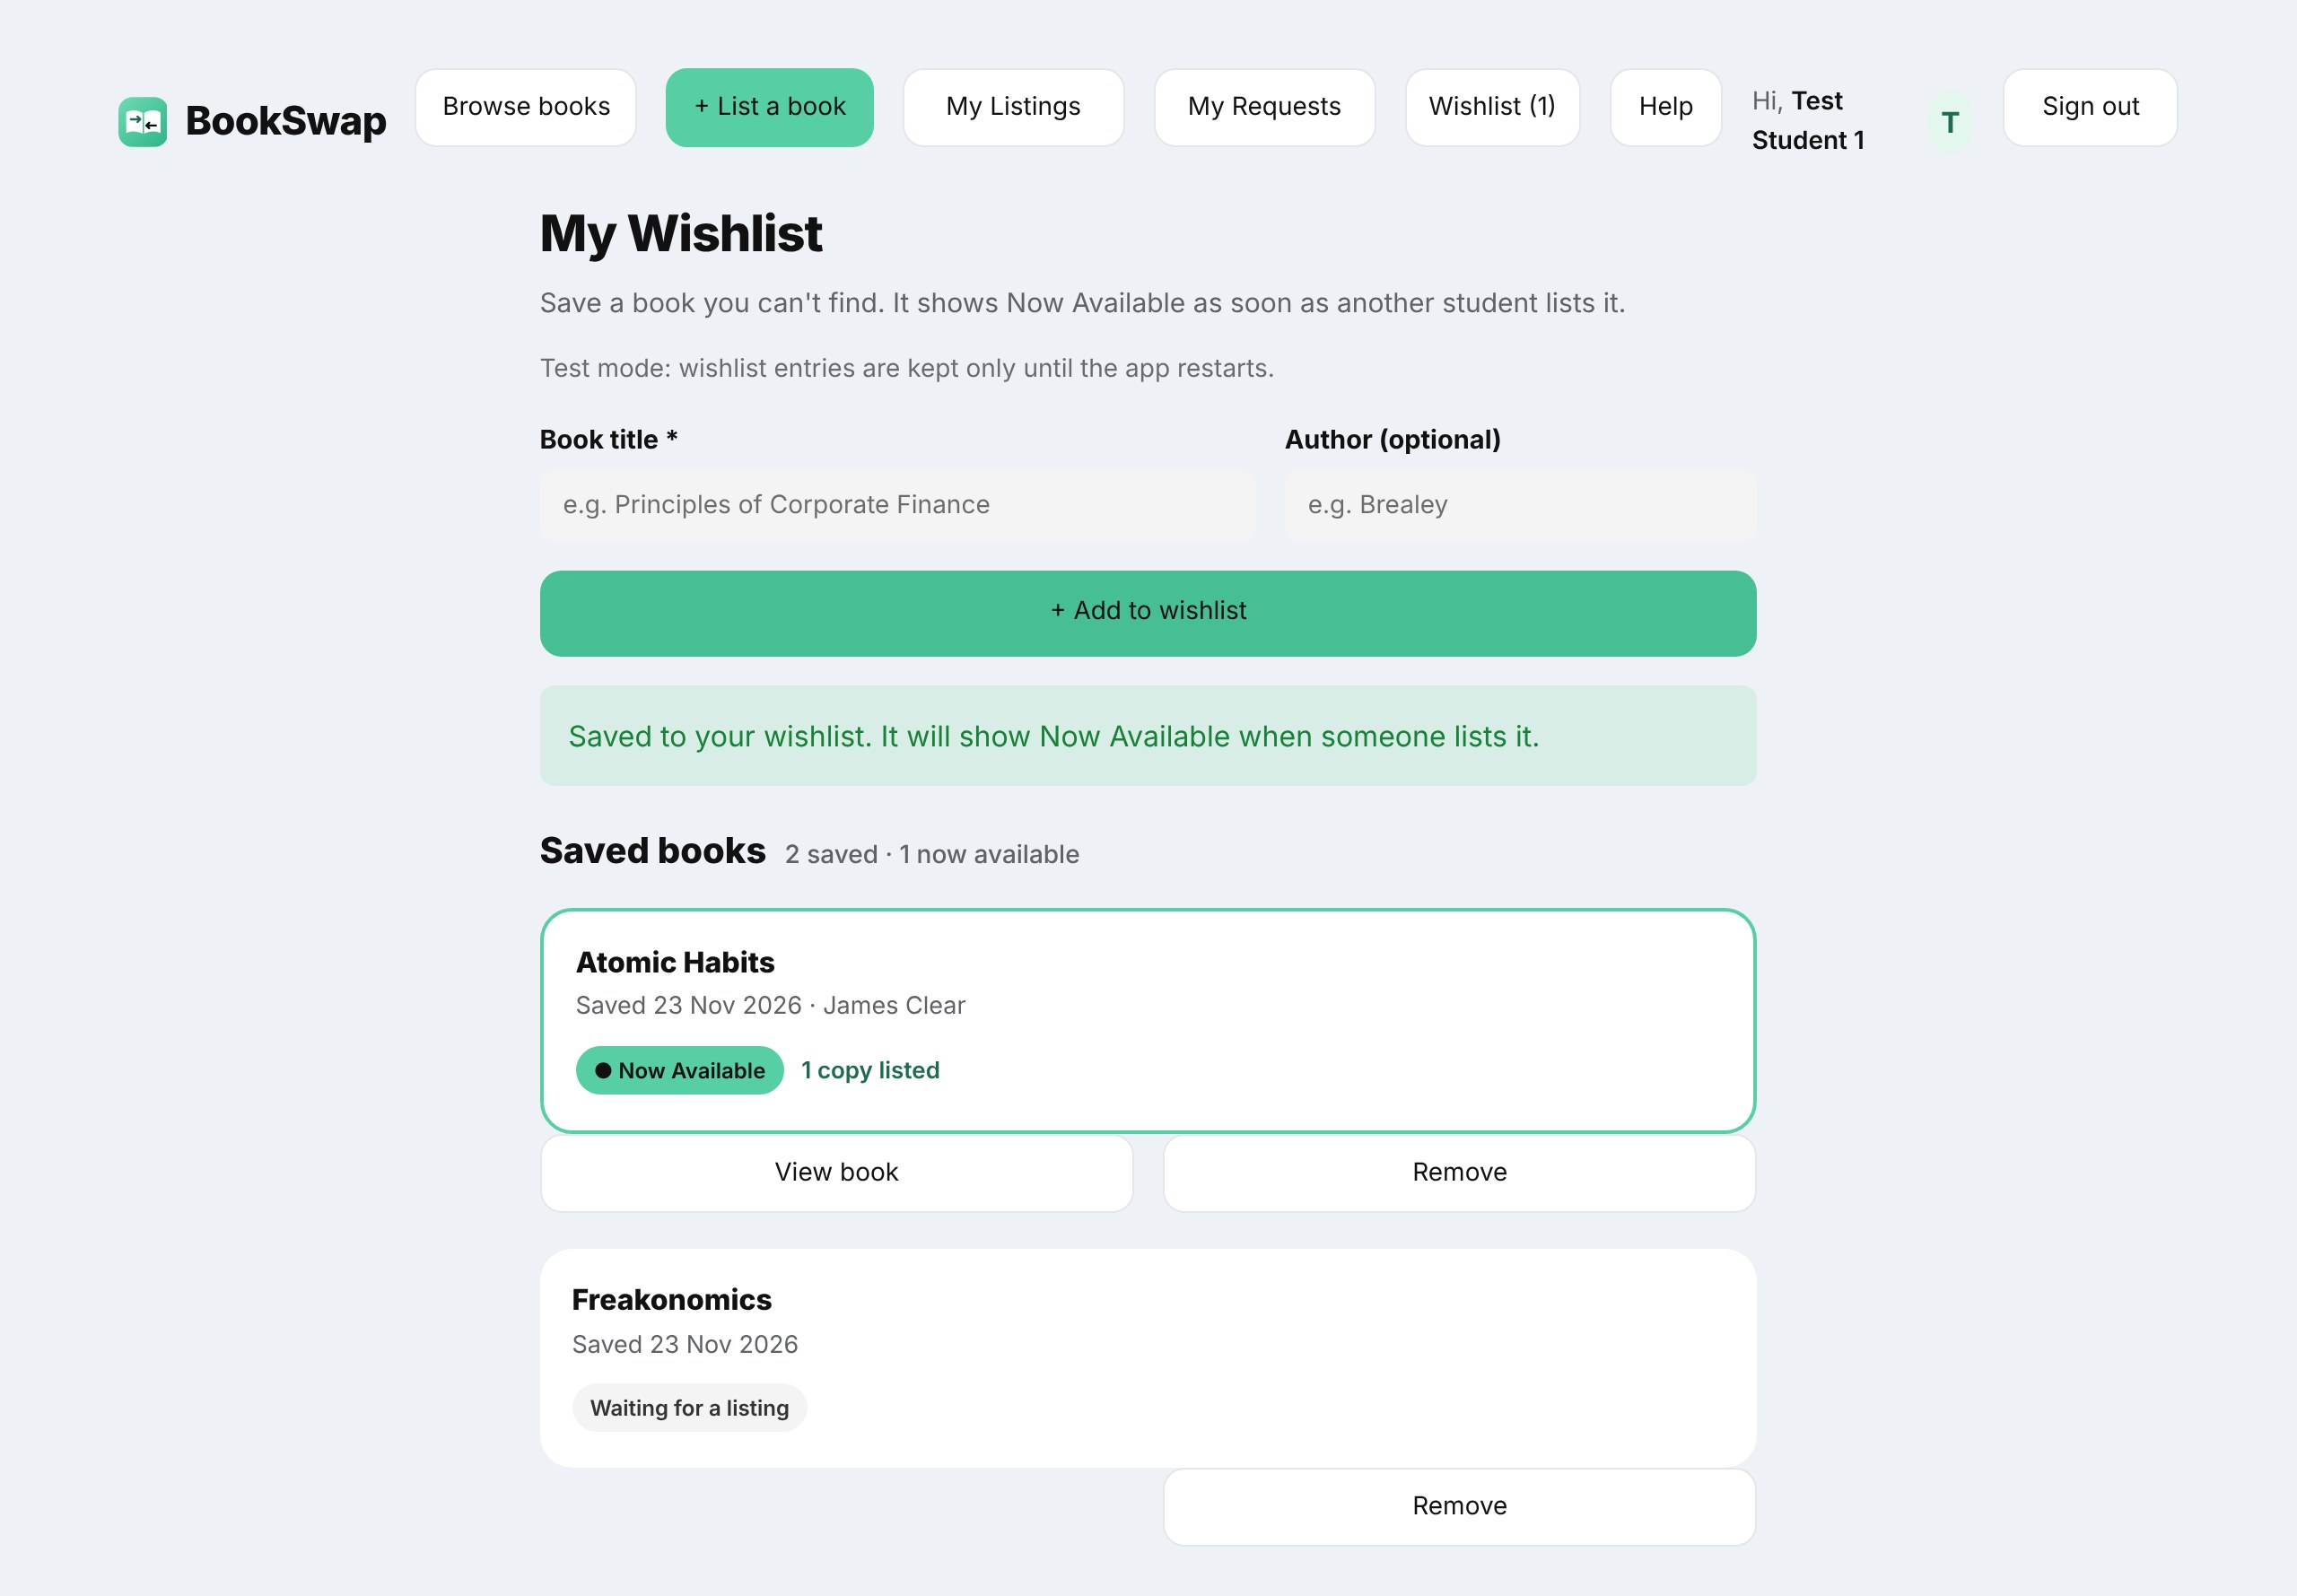 BookSwap
Browse books
+ List a book
My Listings
My Requests
Wishlist (1)
Help
Hi, Test
Student 1
T
Sign out
My Wishlist
Save a book you can't find. It shows Now Available as soon as another student lists it.
Test mode: wishlist entries are kept only until the app restarts.
Book title *
Author (optional)
e.g. Principles of Corporate Finance
e.g. Brealey
+ Add to wishlist
Saved to your wishlist. It will show Now Available when someone lists it.
Saved books 2 saved · 1 now available
Atomic Habits
Saved 23 Nov 2026 · James Clear
● Now Available 1 copy listed
View book
Remove
Freakonomics
Saved 23 Nov 2026
Waiting for a listing
Remove